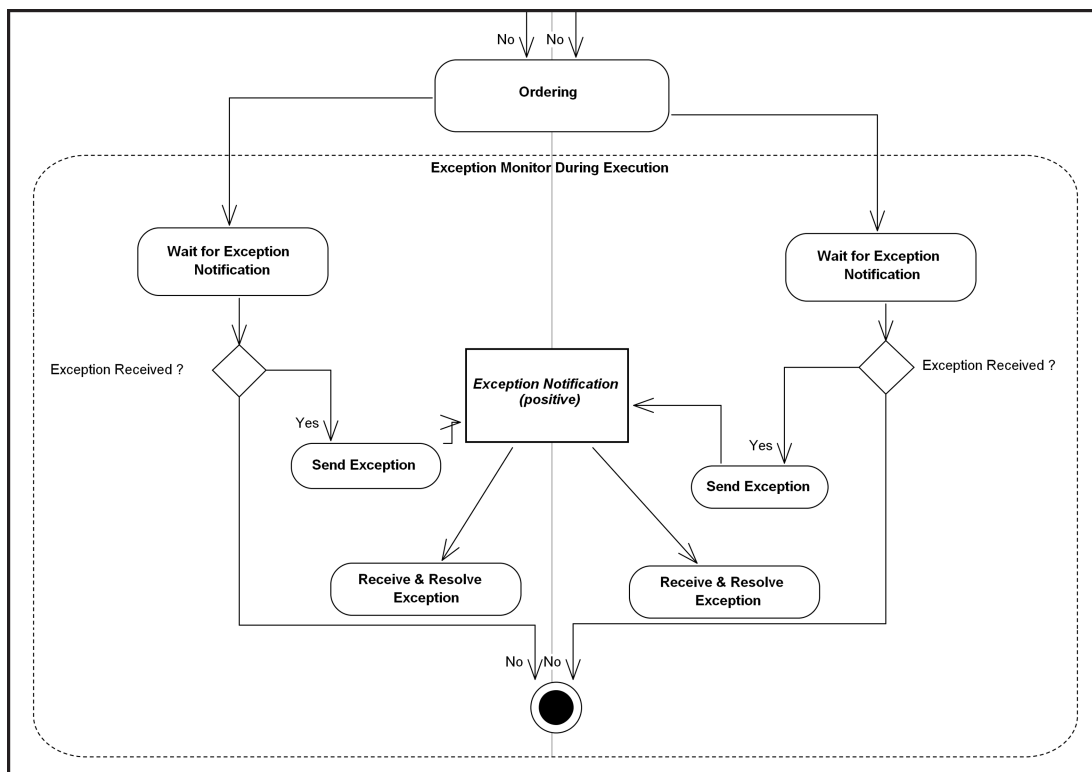 No No
Ordering
Exception Monitor During Execution
Wait for Exception
Notification
Wait for Exception
Notification
Exception Received ?
Exception Received ?
Exception Notification
(positive)
Yes
Yes
Send Exception
Send Exception
Receive & Resolve
Exception
Receive & Resolve
Exception
No No